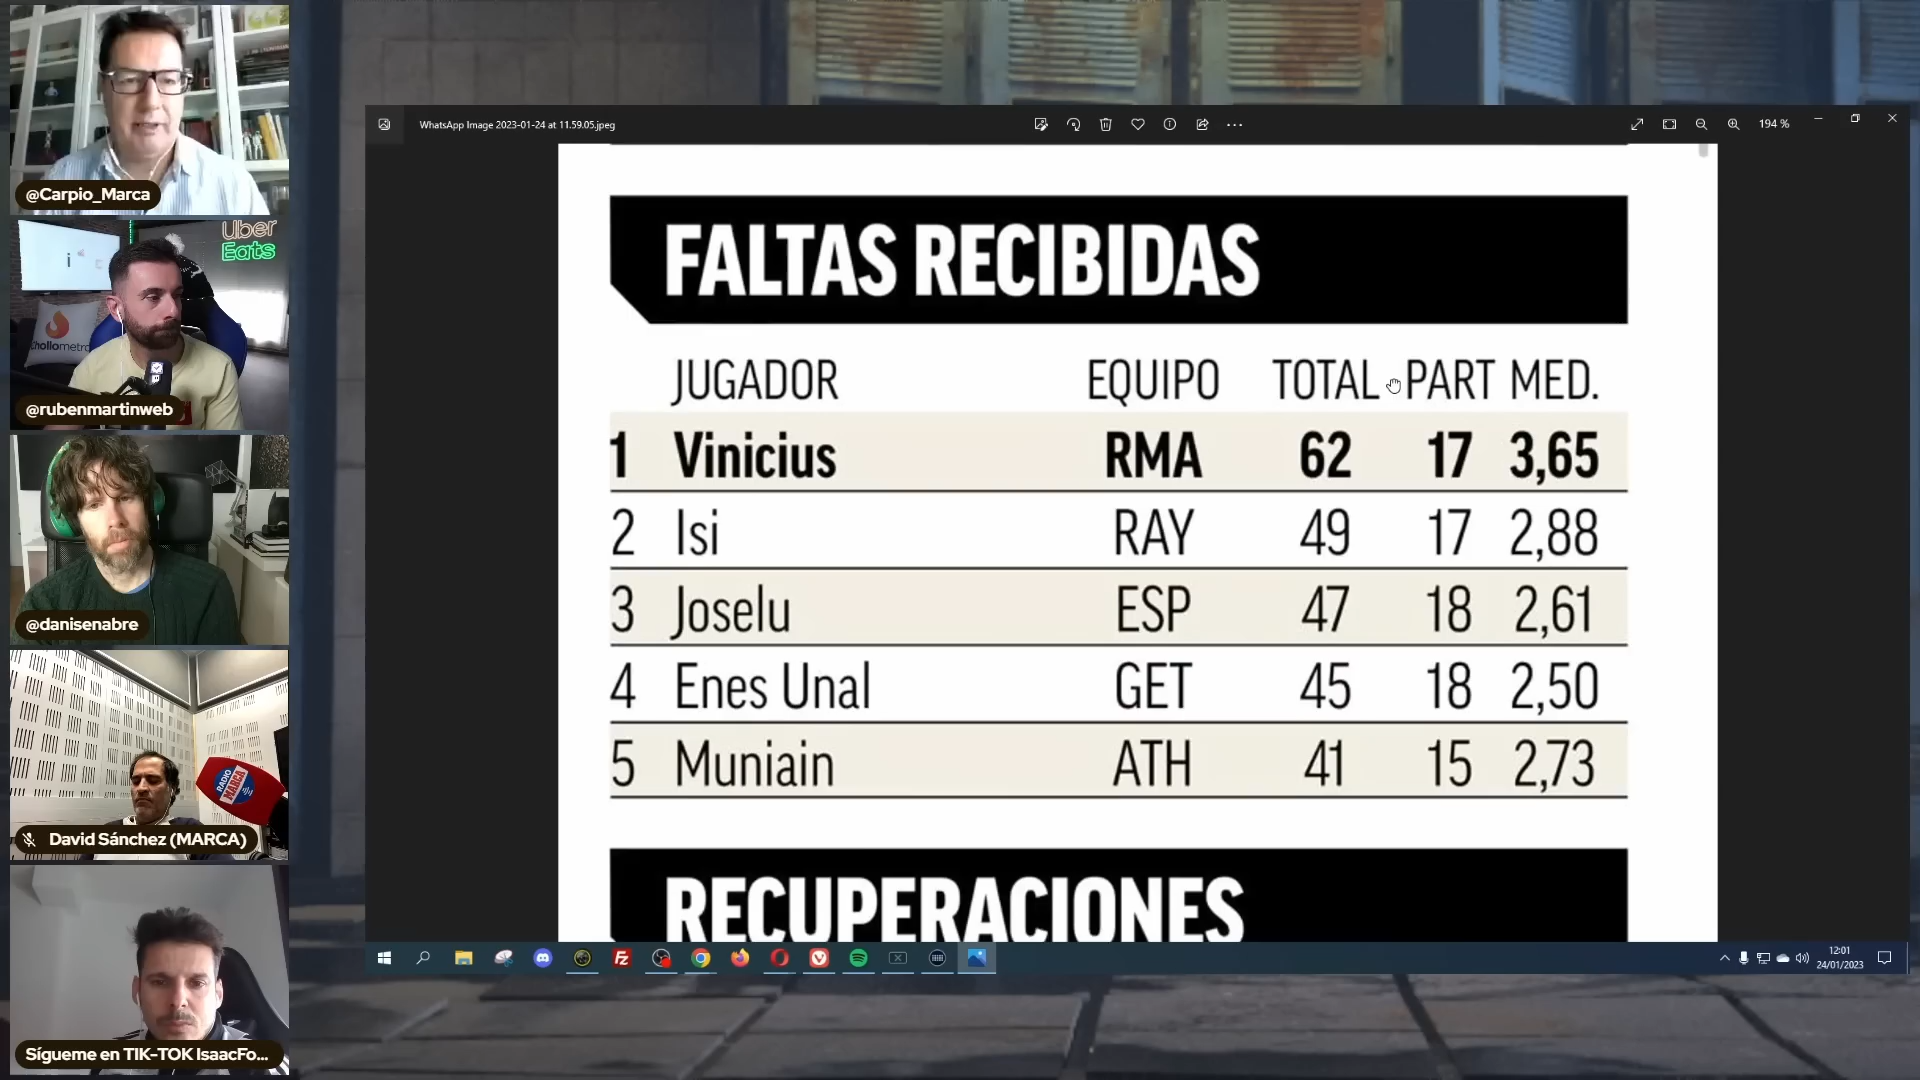 @Carpio_Marca
Uber
Eats
chollometro
@rubenmartinweb
@danisenabre
RADIO
MARCA
David Sánchez (MARCA)
Sígueme en TIK-TOK IsaacFo...
WhatsApp Image 2023-01-24 at 11.59.05.jpeg
194 %
FALTAS RECIBIDAS
JUGADOR EQUIPO TOTAL PART MED.
1 Vinicius RMA 62 17 3,65
2 Isi RAY 49 17 2,88
3 Joselu ESP 47 18 2,61
4 Enes Unal GET 45 18 2,50
5 Muniain ATH 41 15 2,73
RECUPERACIONES
12:01
24/01/2023